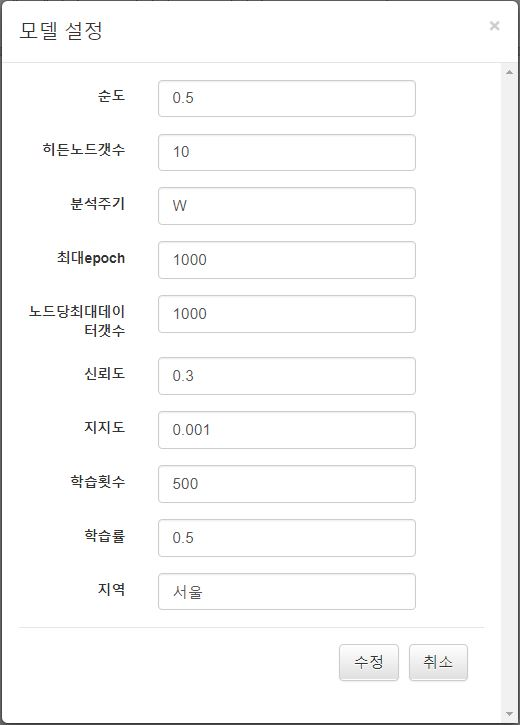 모델 설정 ×
순도 0.5
히든노드갯수 10
분석주기 W
최대epoch 1000
노드당최대데이 1000
터갯수
신뢰도 0.3
지지도 0.001
학습횟수 500
학습률 0.5
지역 서울
수정 취소